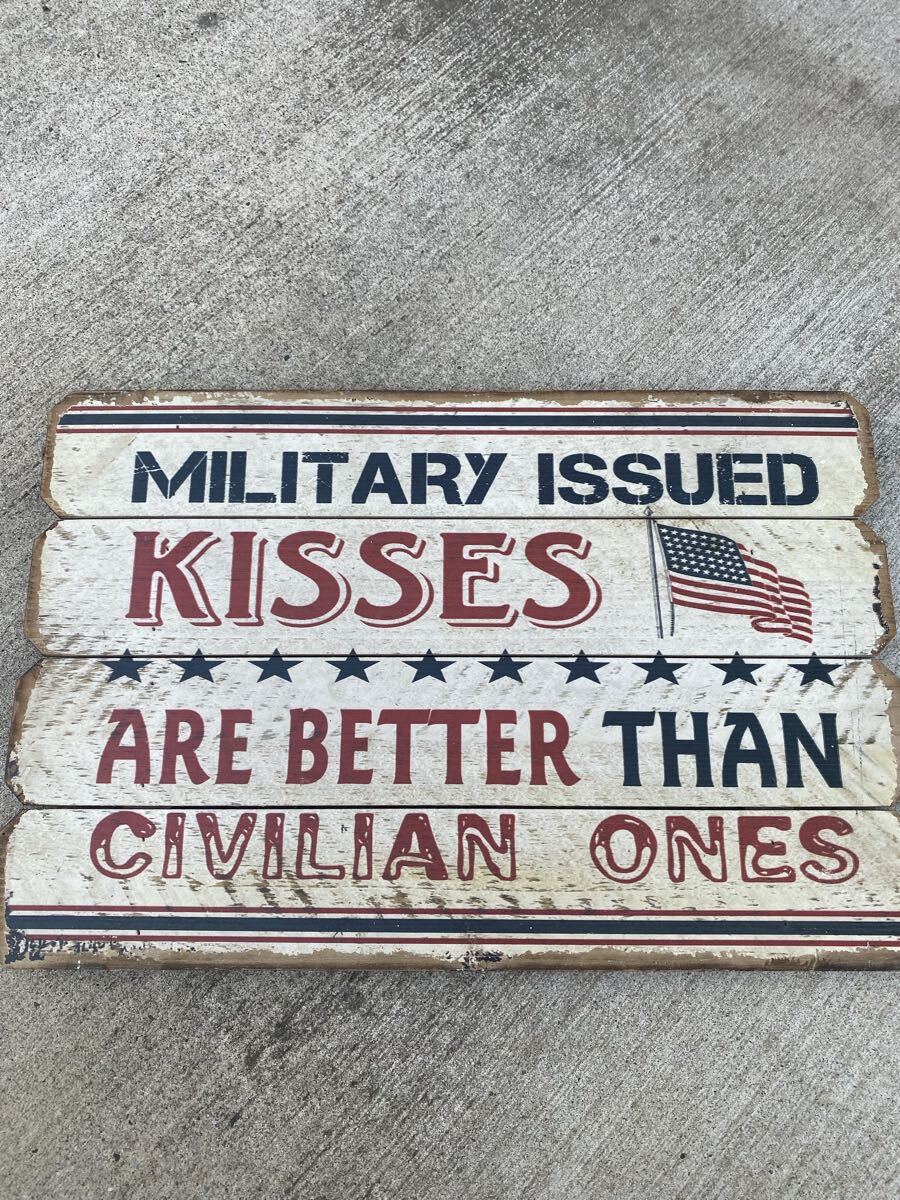 MILITARY ISSUED
KISSES
ARE BETTER THAN
CIVILIAN ONES